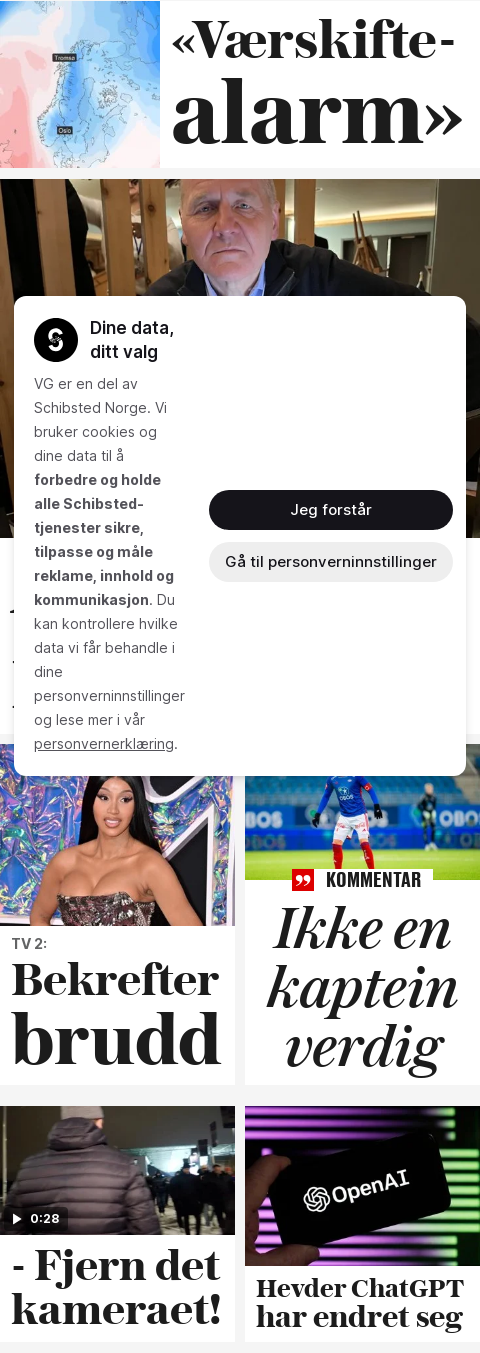 Tromsø
Oslo
«Værskifte-
alarm»
Dine data,
ditt valg
VG er en del av
Schibsted Norge. Vi
bruker cookies og
dine data til å
forbedre og holde
alle Schibsted-
tjenester sikre,
tilpasse og måle
reklame, innhold og
kommunikasjon. Du
kan kontrollere hvilke
data vi får behandle i
dine
personverninnstillinger
og lese mer i vår
personvernerklæring.
Jeg forstår
Gå til personverninnstillinger
TV 2:
Bekrefter
brudd
OBOS
KOMMENTAR
Ikke en
kaptein
verdig
0:28
- Fjern det
kameraet!
OpenAI
Hevder ChatGPT
har endret seg